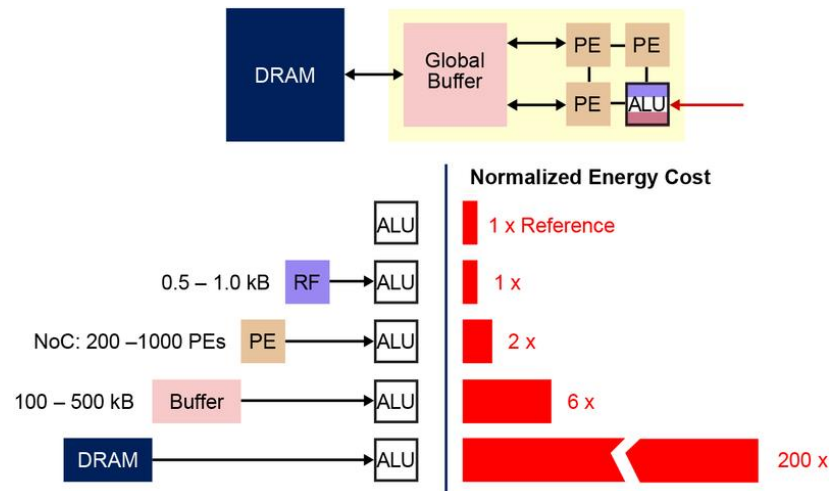 DRAM
Global
Buffer
PE
PE
PE
ALU
Normalized Energy Cost
ALU
1 x Reference
0.5 – 1.0 kB
RF
ALU
1 x
NoC: 200 –1000 PEs
PE
ALU
2 x
100 – 500 kB
Buffer
ALU
6 x
DRAM
ALU
200 x